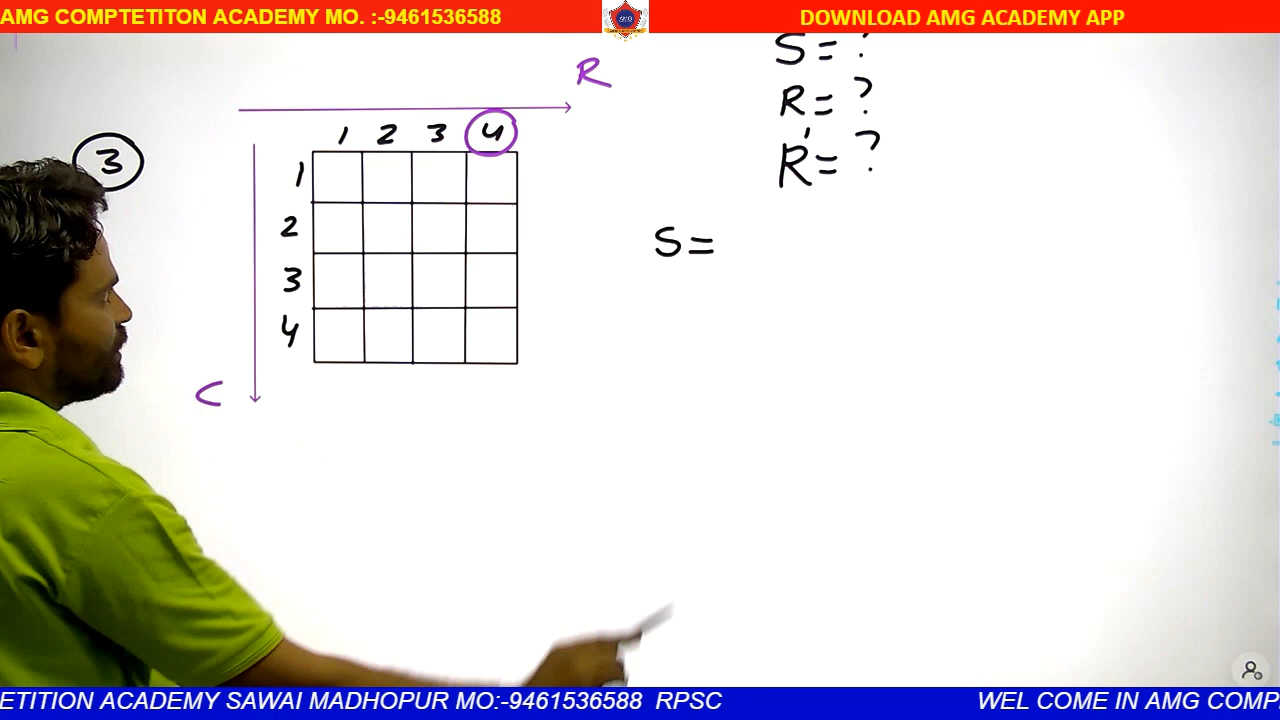 AMG COMPTETITON ACADEMY MO. :-9461536588
AMG
DOWNLOAD AMG ACADEMY APP
S = ?
R = ?
R' = ?
R
1 2 3 4
3
1
2
3
4
C
S =
ETITION ACADEMY SAWAI MADHOPUR MO:-9461536588 RPSC
WEL COME IN AMG COMP